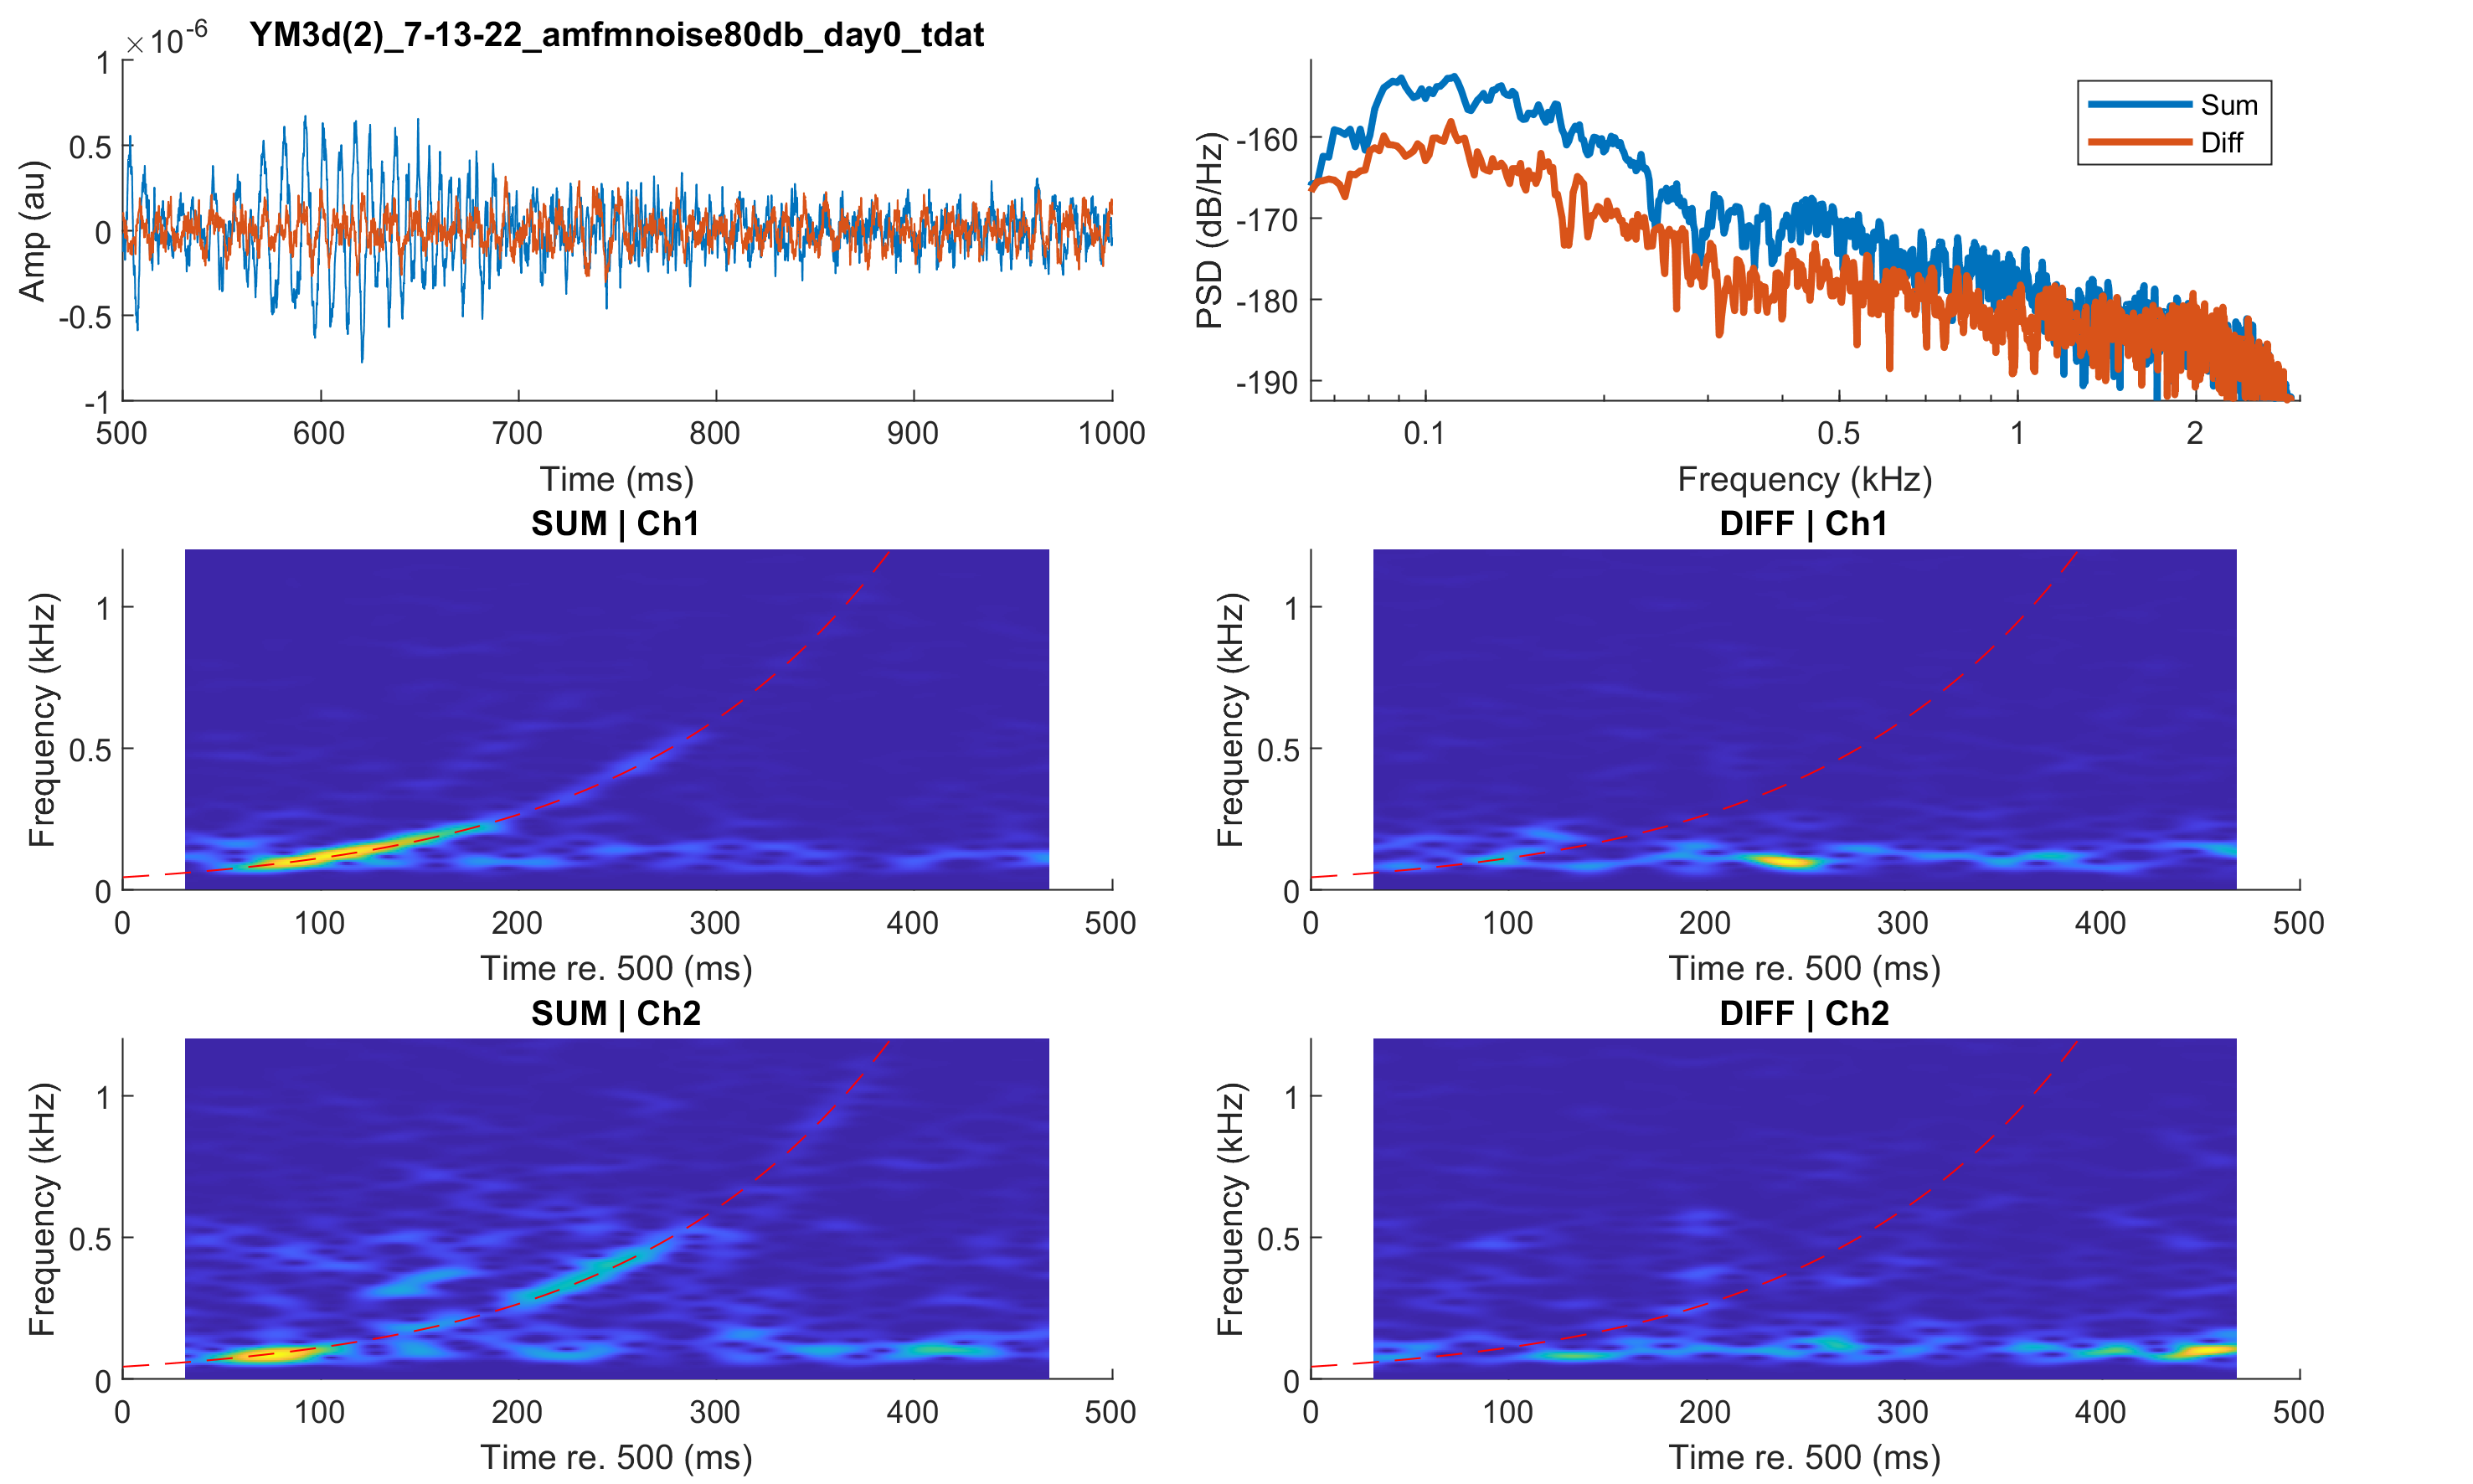 YM3d(2)_7-13-22_amfmnoise80db_day0_tdat
×10-6
1
0.5
0
-0.5
-1
Amp (au)
500 600 700 800 900 1000
Time (ms)
-160
-170
-180
-190
PSD (dB/Hz)
Sum
Diff
0.1 0.5 1 2
Frequency (kHz)
SUM | Ch1
1
0.5
0
Frequency (kHz)
0 100 200 300 400 500
Time re. 500 (ms)
DIFF | Ch1
1
0.5
0
Frequency (kHz)
0 100 200 300 400 500
Time re. 500 (ms)
SUM | Ch2
1
0.5
0
Frequency (kHz)
0 100 200 300 400 500
Time re. 500 (ms)
DIFF | Ch2
1
0.5
0
Frequency (kHz)
0 100 200 300 400 500
Time re. 500 (ms)